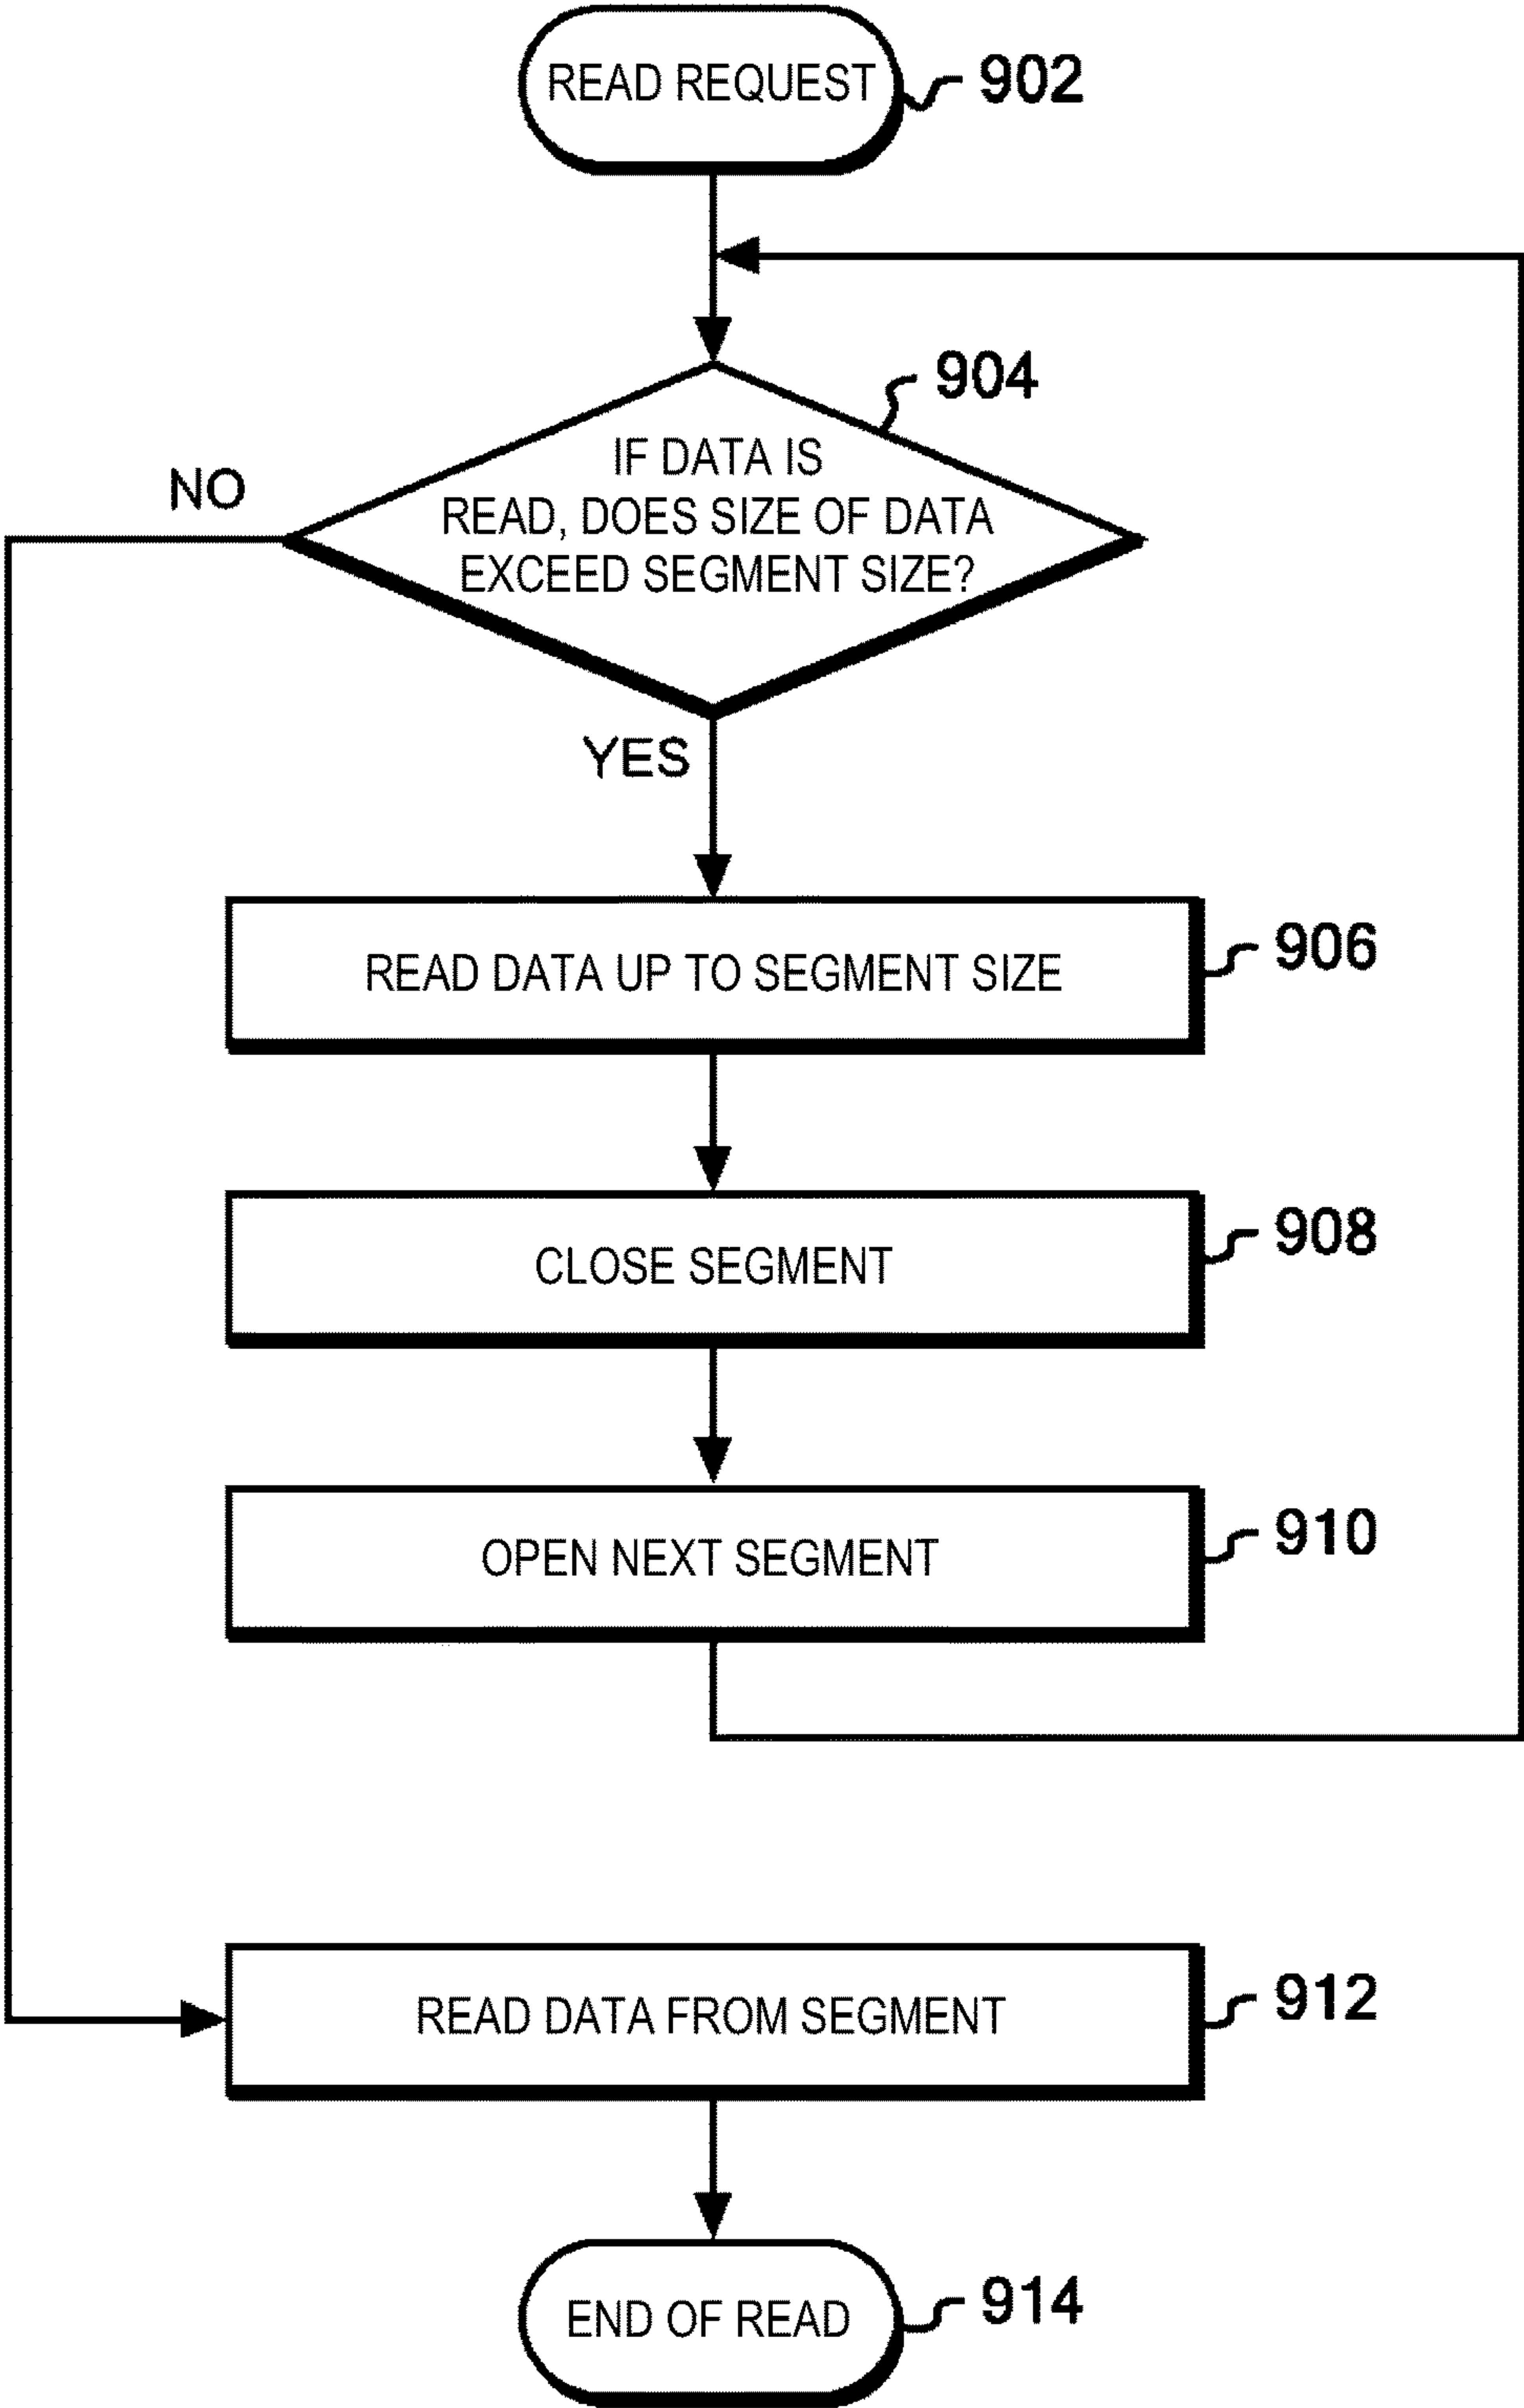 READ REQUEST
902
904
IF DATA IS
READ, DOES SIZE OF DATA
EXCEED SEGMENT SIZE?
NO
YES
READ DATA UP TO SEGMENT SIZE
906
CLOSE SEGMENT
908
OPEN NEXT SEGMENT
910
READ DATA FROM SEGMENT
912
END OF READ
914